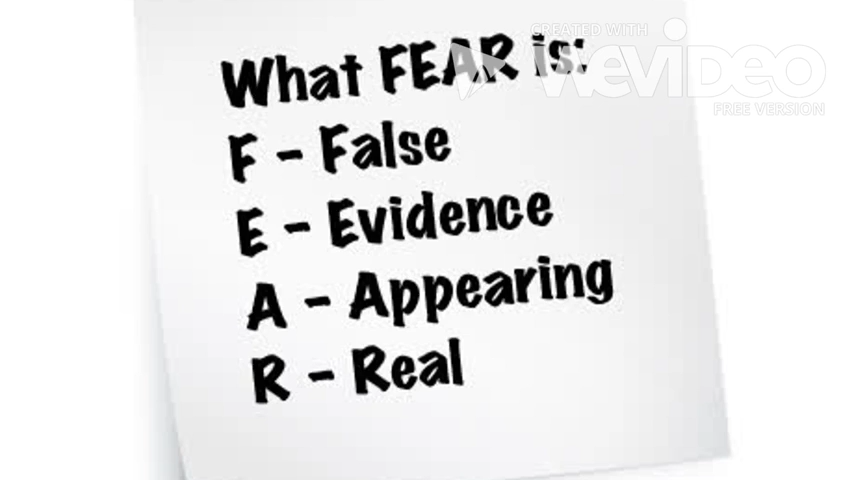 CREATED WITH
WeVideo
FREE VERSION
What FEAR is:
F - False
E - Evidence
A - Appearing
R - Real